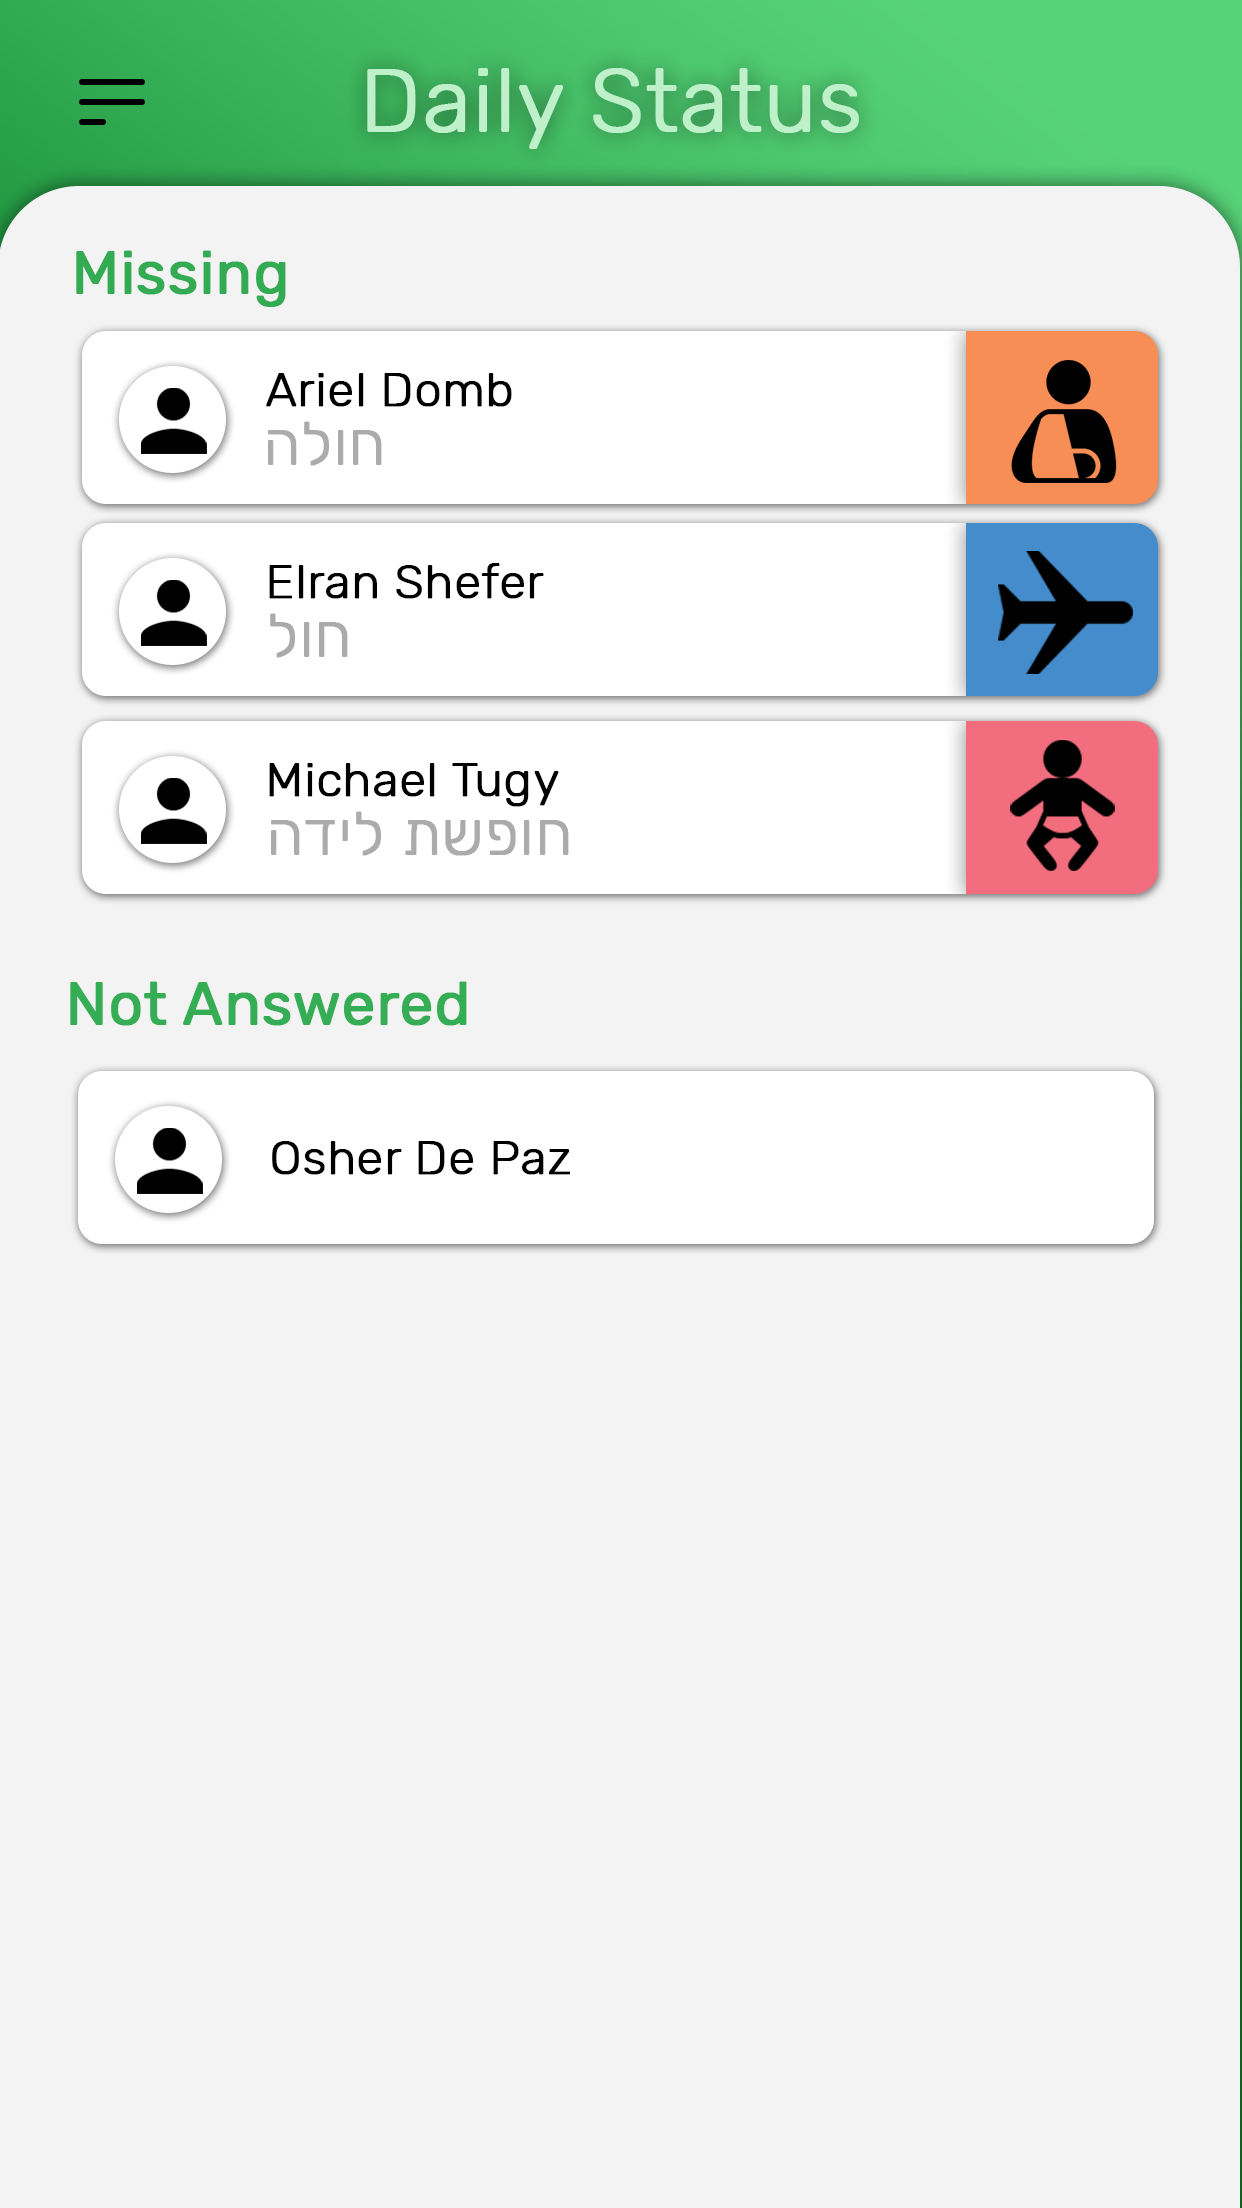 Daily Status
Missing
Ariel Domb
חולה
Elran Shefer
חול
Michael Tugy
חופשת לידה
Not Answered
Osher De Paz